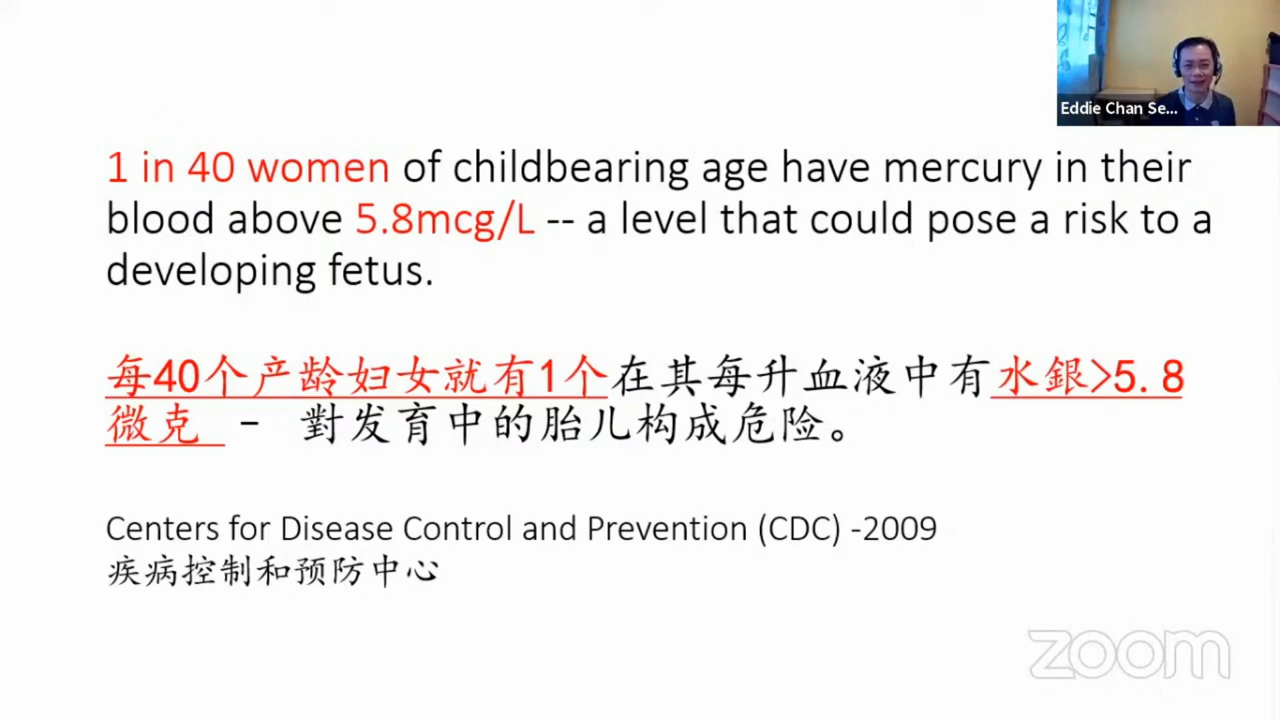 Eddie Chan Se...
1 in 40 women of childbearing age have mercury in their
blood above 5.8mcg/L -- a level that could pose a risk to a
developing fetus.
每40个产龄妇女就有1个在其每升血液中有水銀>5.8
微克 - 對发育中的胎儿构成危险。
Centers for Disease Control and Prevention (CDC) -2009
疾病控制和预防中心
zoom